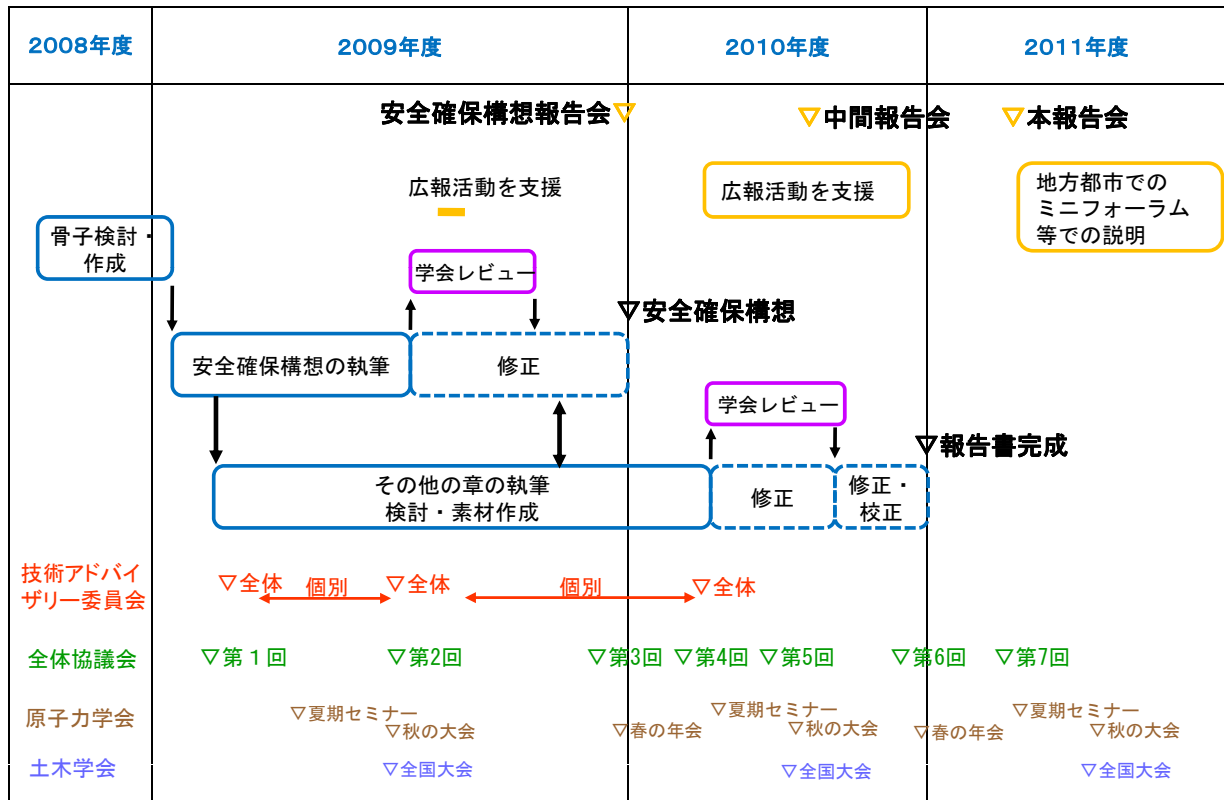 2008年度
2009年度
2010年度
2011年度
安全確保構想報告会▽
▽中間報告会
▽本報告会
広報活動を支援
広報活動を支援
地方都市での
ミニフォーラム
等での説明
骨子検討・
作成
学会レビュー
▽安全確保構想
安全確保構想の執筆
修正
学会レビュー
▽報告書完成
その他の章の執筆
検討・素材作成
修正
修正・
校正
技術アドバイ
ザリー委員会
▽全体
個別
▽全体
個別
▽全体
全体協議会
▽第1回
▽第2回
▽第3回
▽第4回
▽第5回
▽第6回
▽第7回
原子力学会
▽夏期セミナー
▽秋の大会
▽春の年会
▽夏期セミナー
▽秋の大会
▽春の年会
▽夏期セミナー
▽秋の大会
土木学会
▽全国大会
▽全国大会
▽全国大会